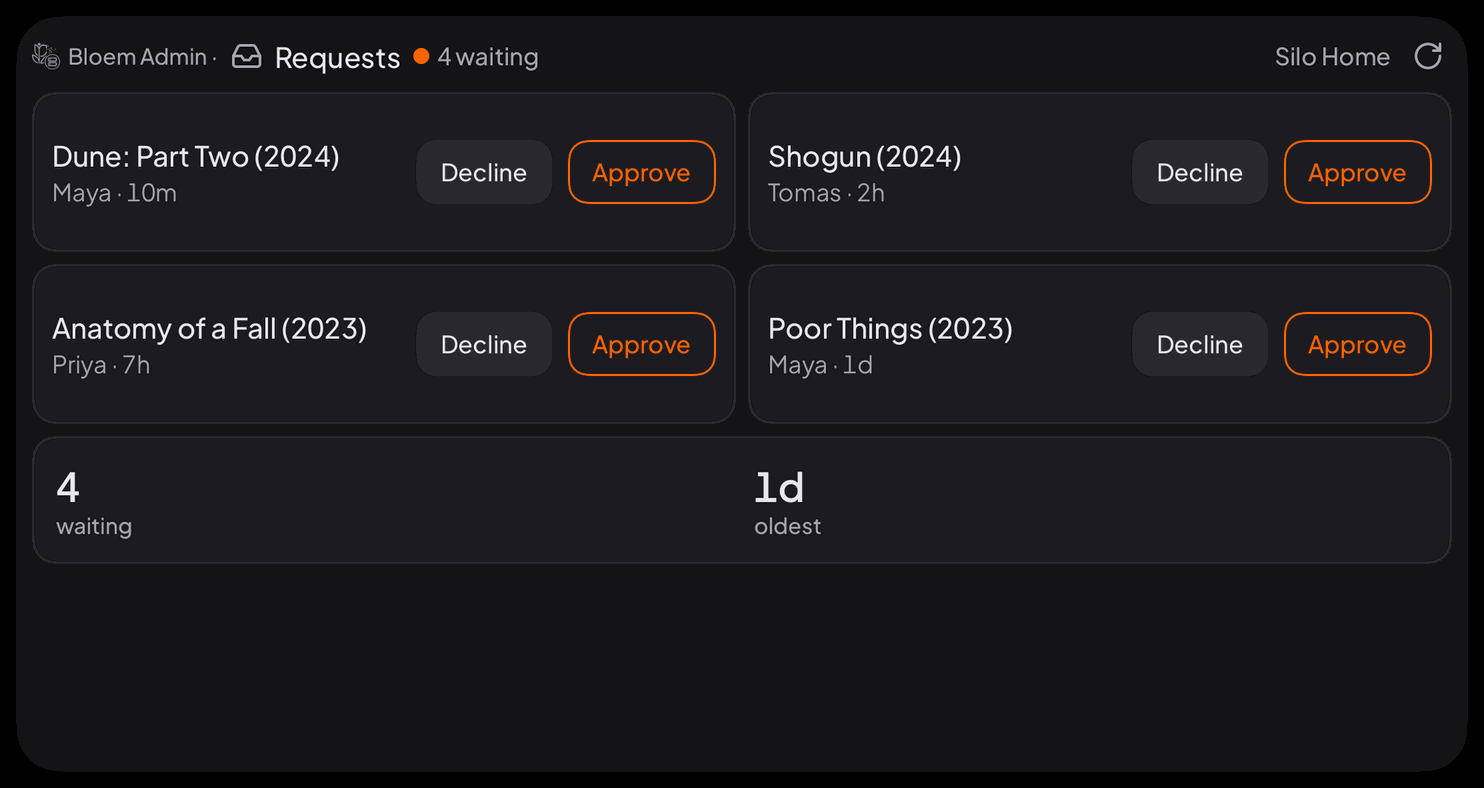 Bloem Admin · Requests 4 waiting Silo Home
Dune: Part Two (2024)
Maya · 10m
Decline Approve
Shogun (2024)
Tomas · 2h
Decline Approve
Anatomy of a Fall (2023)
Priya · 7h
Decline Approve
Poor Things (2023)
Maya · 1d
Decline Approve
4
waiting
1d
oldest